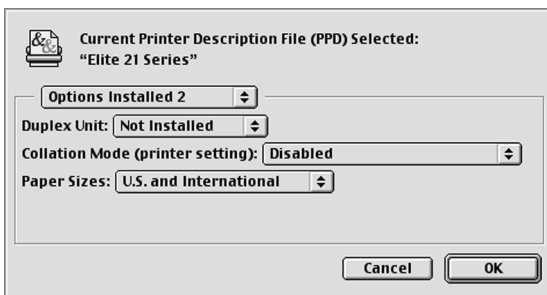 Current Printer Description File (PPD) Selected:
“Elite 21 Series”
Options Installed 2
Duplex Unit: Not Installed
Collation Mode (printer setting): Disabled
Paper Sizes: U.S. and International
Cancel OK